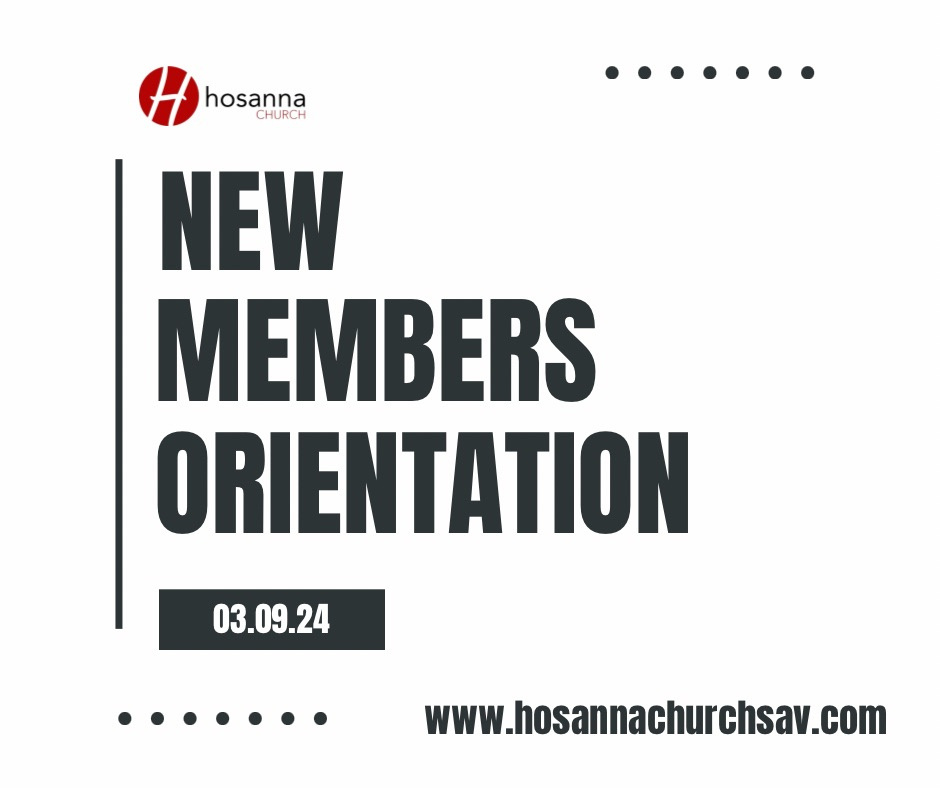 H hosanna
CHURCH
NEW
MEMBERS
ORIENTATION
03.09.24
www.hosannachurchsav.com